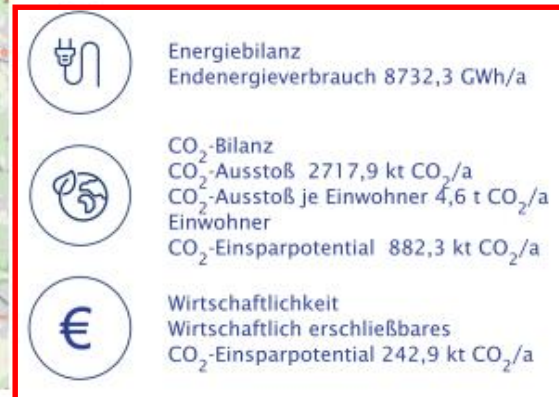 Energiebilanz
Endenergieverbrauch 8732,3 GWh/a
CO₂-Bilanz
CO₂-Ausstoß 2717,9 kt CO₂/a
CO₂-Ausstoß je Einwohner 4,6 t CO₂/a
Einwohner
CO₂-Einsparpotential 882,3 kt CO₂/a
€
Wirtschaftlichkeit
Wirtschaftlich erschließbares
CO₂-Einsparpotential 242,9 kt CO₂/a